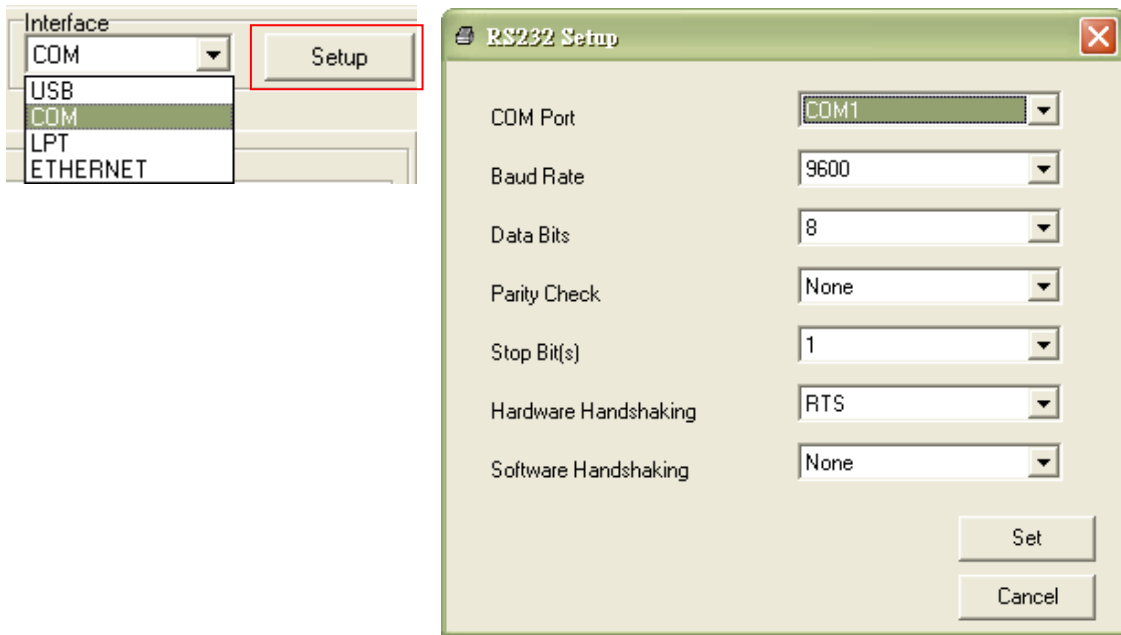 Interface
COM
Setup
USB
COM
LPT
ETHERNET
RS232 Setup
COM Port COM1
Baud Rate 9600
Data Bits 8
Parity Check None
Stop Bit(s) 1
Hardware Handshaking RTS
Software Handshaking None
Set
Cancel